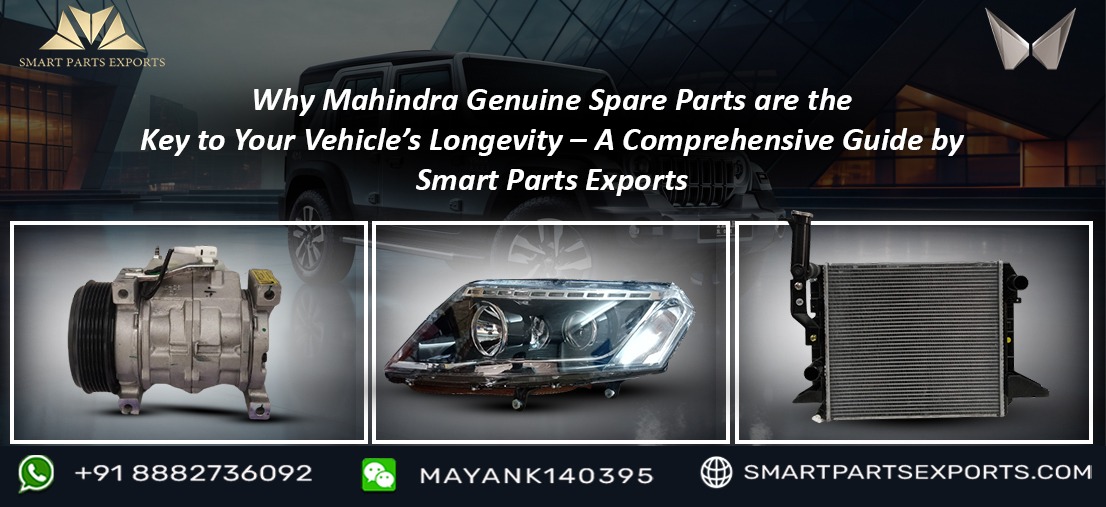 SMART PARTS EXPORTS
Why Mahindra Genuine Spare Parts are the
Key to Your Vehicle’s Longevity – A Comprehensive Guide by
Smart Parts Exports
+91 8882736092
MAYANK140395
SMARTPARTSEXPORTS.COM